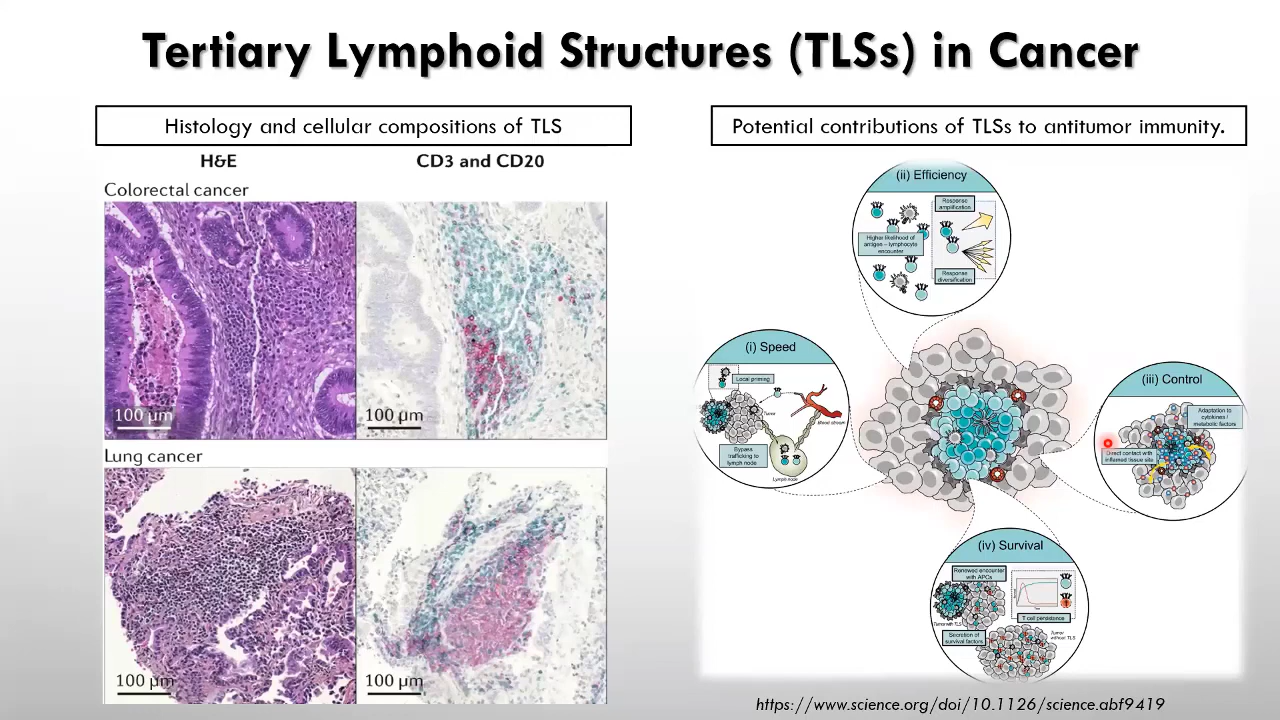 Tertiary Lymphoid Structures (TLSs) in Cancer
Histology and cellular compositions of TLS
H&E
CD3 and CD20
Colorectal cancer
100 μm
100 μm
Lung cancer
100 μm
100 μm
Potential contributions of TLSs to antitumor immunity.
(ii) Efficiency
Response
amplification
Higher likelihood of
antigen – lymphocyte
encounter
Response
diversification
(i) Speed
Local priming
Tumor
Blood stream
Bypass
trafficking to
lymph node
Lymph node
(iii) Control
Adaptation to
cytokines /
metabolic factors
Direct contact with
inflamed tissue site
(iv) Survival
Renewed encounter
with APCs
Time
T cell persistance
Tumor with TLS
Secretion of
survival factors
Tumor
without TLS
https://www.science.org/doi/10.1126/science.abf9419